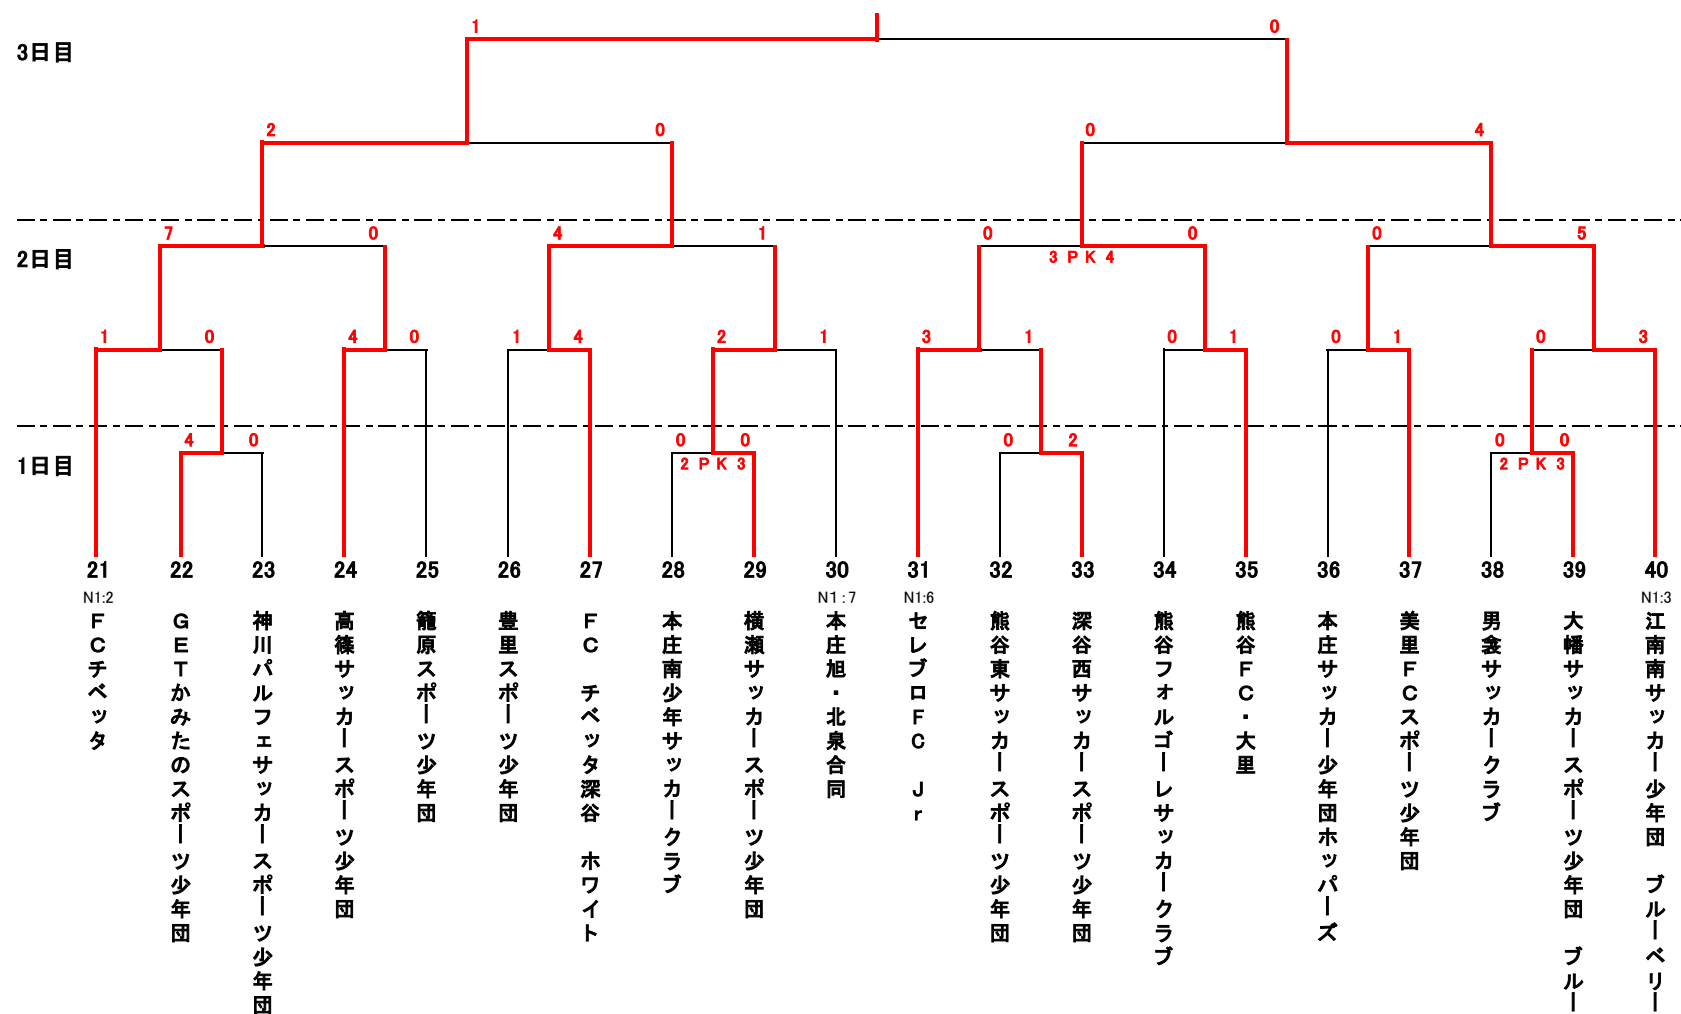 1 0
3日目
2 0 0 4
7 0 4 1 0 0 0 5
2日目
3 PK 4
1 0 4 0 1 4 2 1 3 1 0 1 0 1 0 3
4 0 0 0 0 2 0 0
1日目
2 PK 3
2 PK 3
21 22 23 24 25 26 27 28 29 30 31 32 33 34 35 36 37 38 39 40
N1:2 N1:7 N1:6 N1:3
FCチベッタ
GETかみたのスポーツ少年団
神川パルフェサッカースポーツ少年団
高篠サッカースポーツ少年団
籠原スポーツ少年団
豊里スポーツ少年団
FC チベッタ深谷 ホワイト
本庄南少年サッカークラブ
横瀬サッカースポーツ少年団
本庄旭・北泉合同
セレブロFC Jr
熊谷東サッカースポーツ少年団
深谷西サッカースポーツ少年団
熊谷フォルゴーレサッカークラブ
熊谷FC・大里
本庄サッカー少年団ホッパーズ
美里FCスポーツ少年団
男衾サッカークラブ
大幡サッカースポーツ少年団 ブルー
江南南サッカー少年団 ブルーベリー